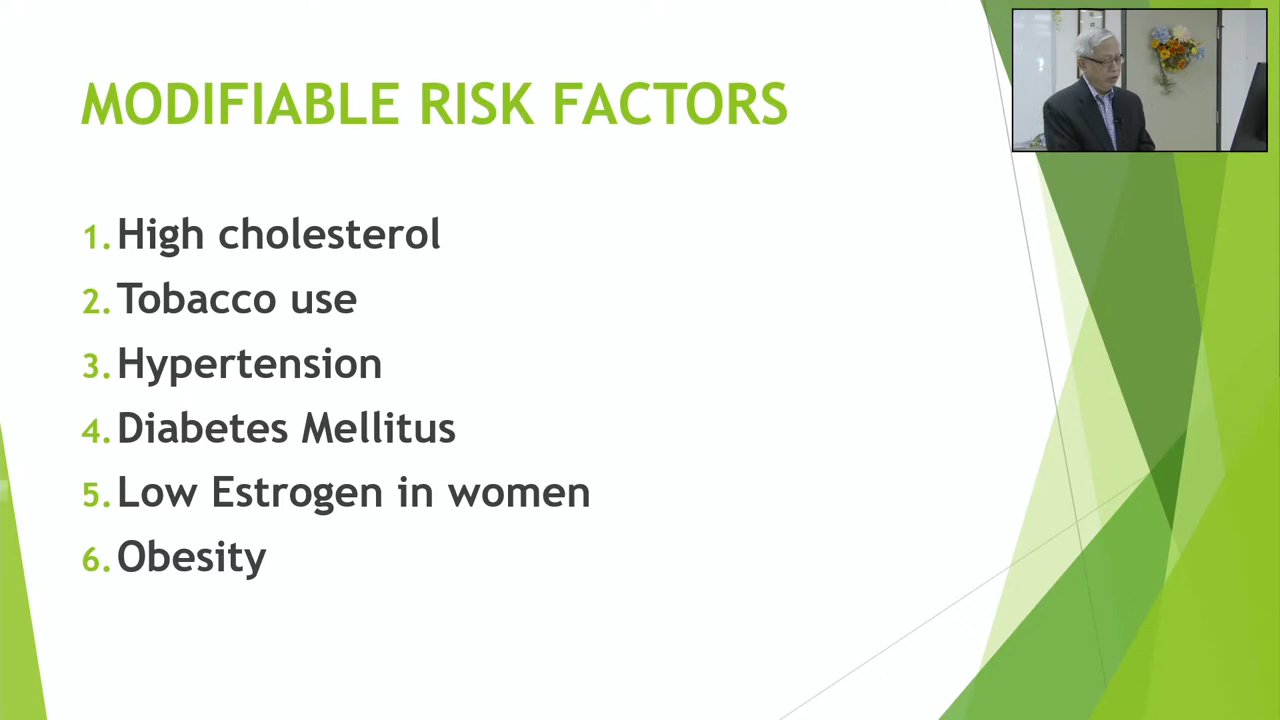 MODIFIABLE RISK FACTORS
1. High cholesterol
2. Tobacco use
3. Hypertension
4. Diabetes Mellitus
5. Low Estrogen in women
6. Obesity